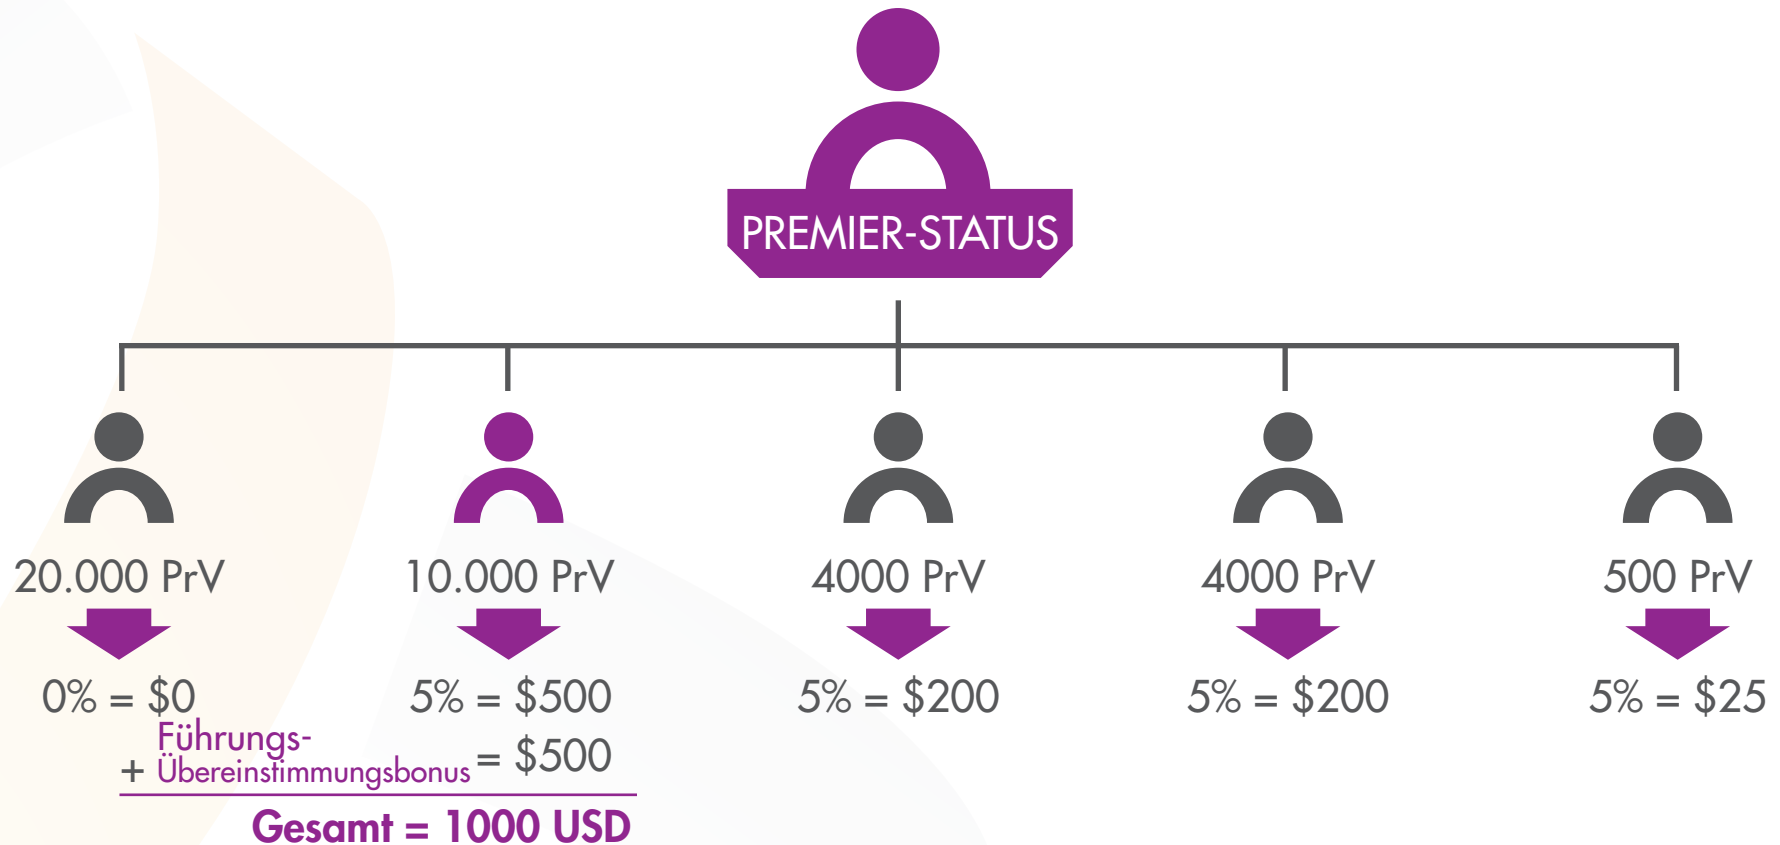 PREMIER-STATUS
20.000 PrV
10.000 PrV
4000 PrV
4000 PrV
500 PrV
0% = $0
5% = $500
5% = $200
5% = $200
5% = $25
+ Führungs-
Übereinstimmungsbonus = $500
Gesamt = 1000 USD